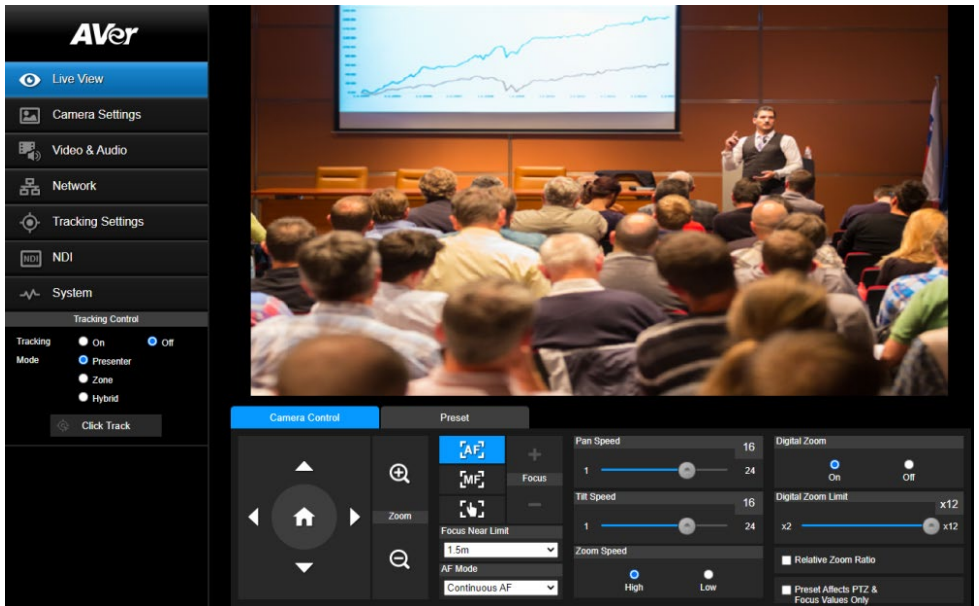 AVer
Live View
Camera Settings
Video & Audio
Network
Tracking Settings
NDI NDI
System
Tracking Control
Tracking On Off
Mode Presenter
Zone
Hybrid
Click Track
Camera Control Preset
AF
MF
Focus
Zoom
Focus Near Limit
1.5m
AF Mode
Continuous AF
Pan Speed 16
1 24
Tilt Speed 16
1 24
Zoom Speed
High Low
Digital Zoom
On Off
Digital Zoom Limit x12
x2 x12
Relative Zoom Ratio
Preset Affects PTZ &
Focus Values Only